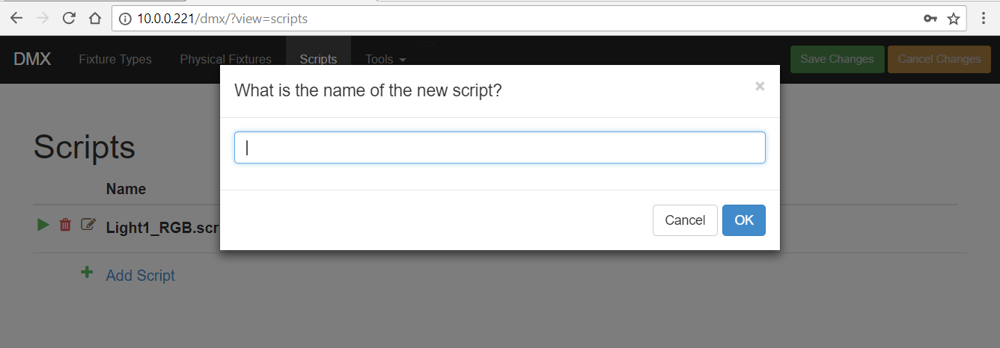 10.0.0.221/dmx/?view=scripts
DMX Fixture Types Physical Fixtures Scripts Tools Save Changes Cancel Changes
What is the name of the new script? ×
Scripts
Name
Light1_RGB.scr
Cancel OK
Add Script